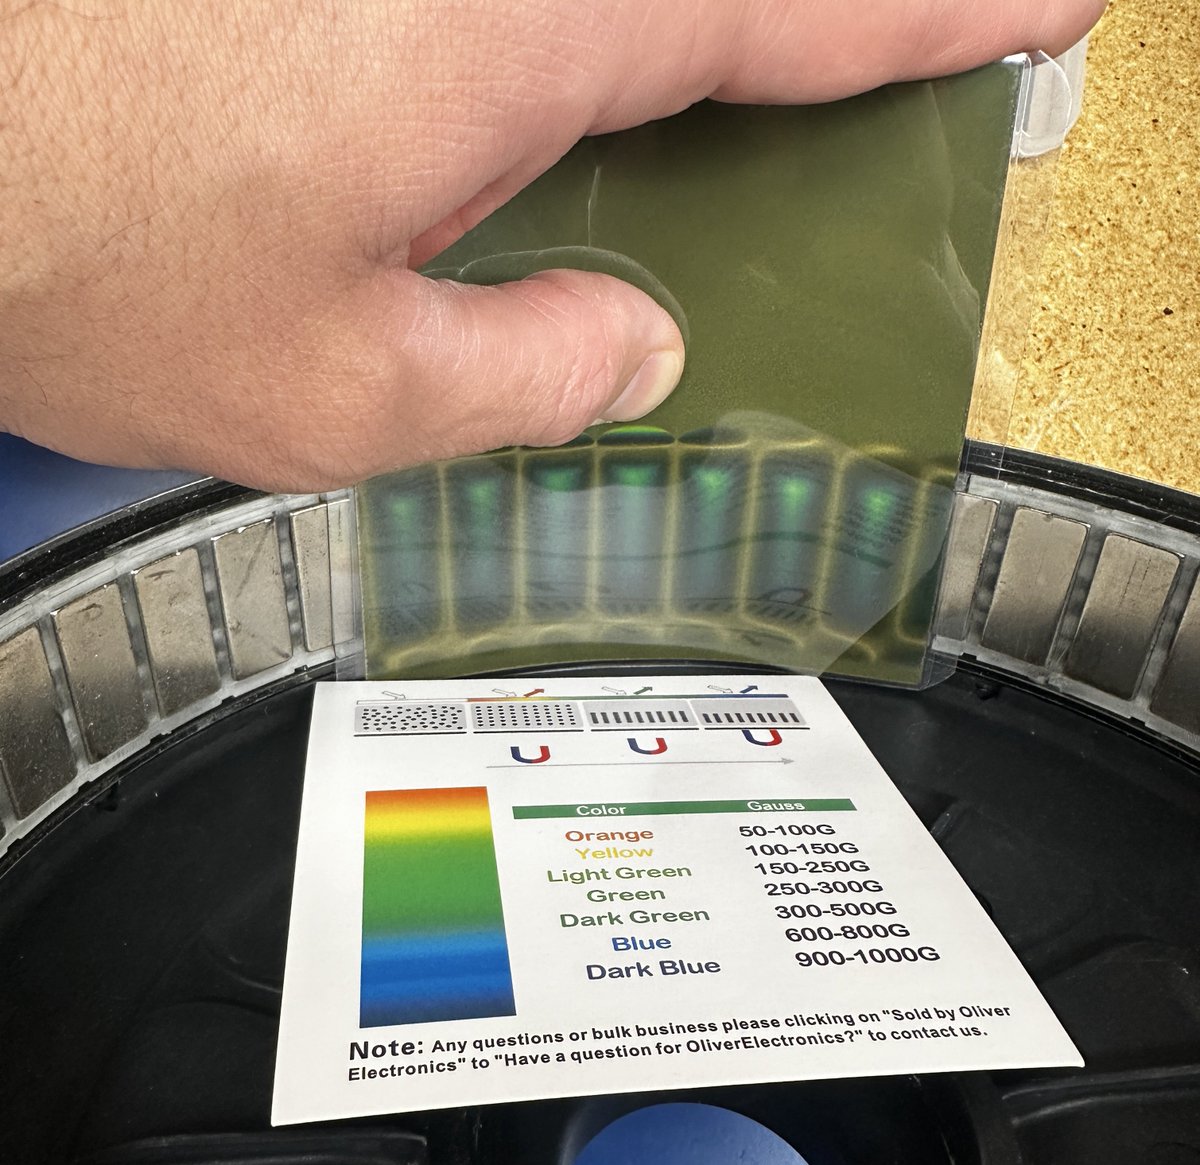 Color Gauss
Orange 50-100G
Yellow 100-150G
Light Green 150-250G
Green 250-300G
Dark Green 300-500G
Blue 600-800G
Dark Blue 900-1000G
Note: Any questions or bulk business please clicking on "Sold by Oliver
Electronics" to "Have a question for OliverElectronics?" to contact us.